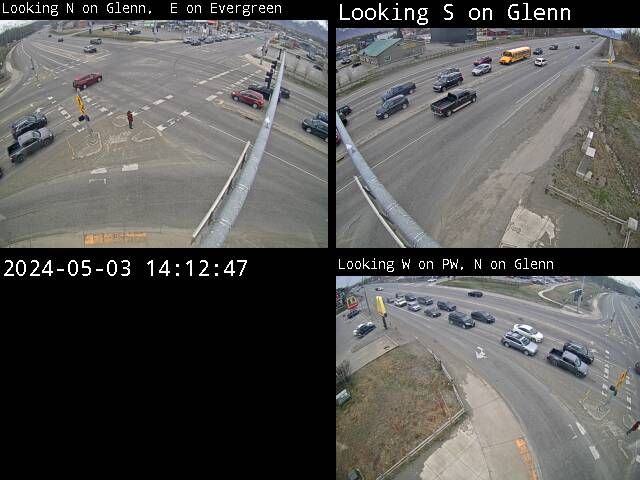 Looking N on Glenn,  E on Evergreen
Looking S on Glenn
2024-05-03 14:12:47
Looking W on PW, N on Glenn